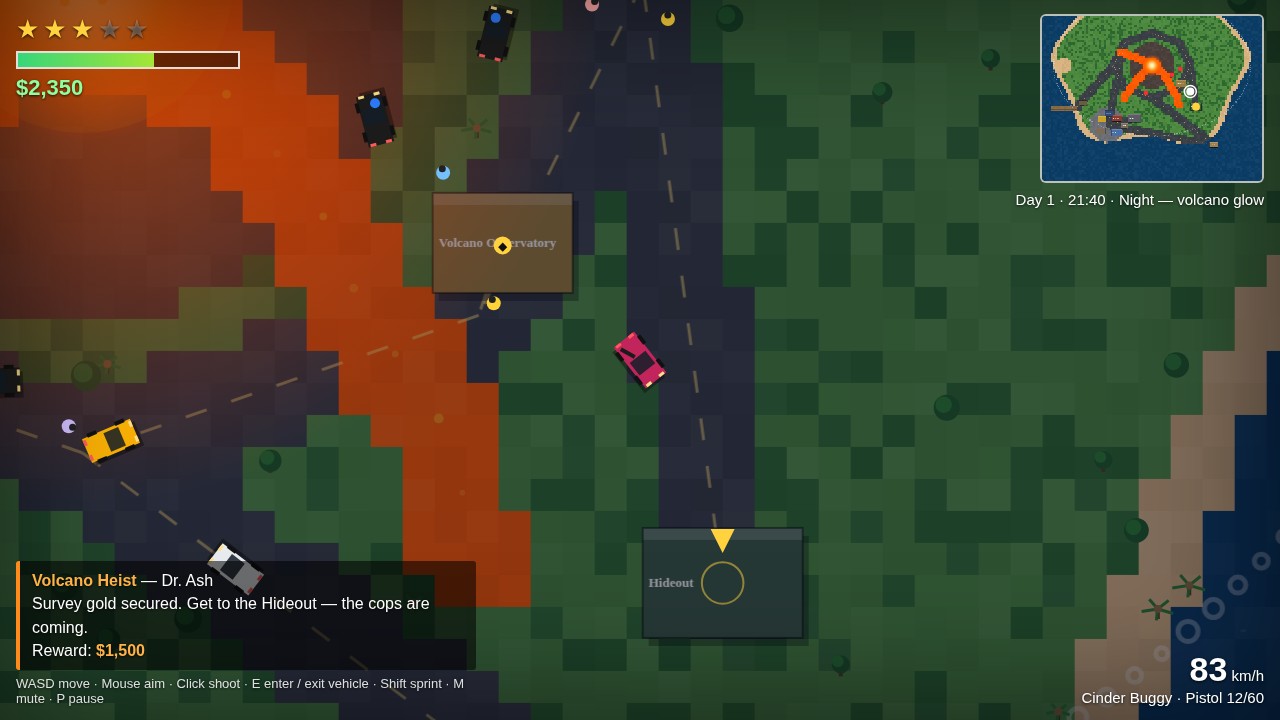 $2,350
Day 1 · 21:40 · Night — volcano glow
Volcano O ervatory
Hideout
Volcano Heist — Dr. Ash
Survey gold secured. Get to the Hideout — the cops are
coming.
Reward: $1,500
WASD move · Mouse aim · Click shoot · E enter / exit vehicle · Shift sprint · M
mute · P pause
83 km/h
Cinder Buggy · Pistol 12/60